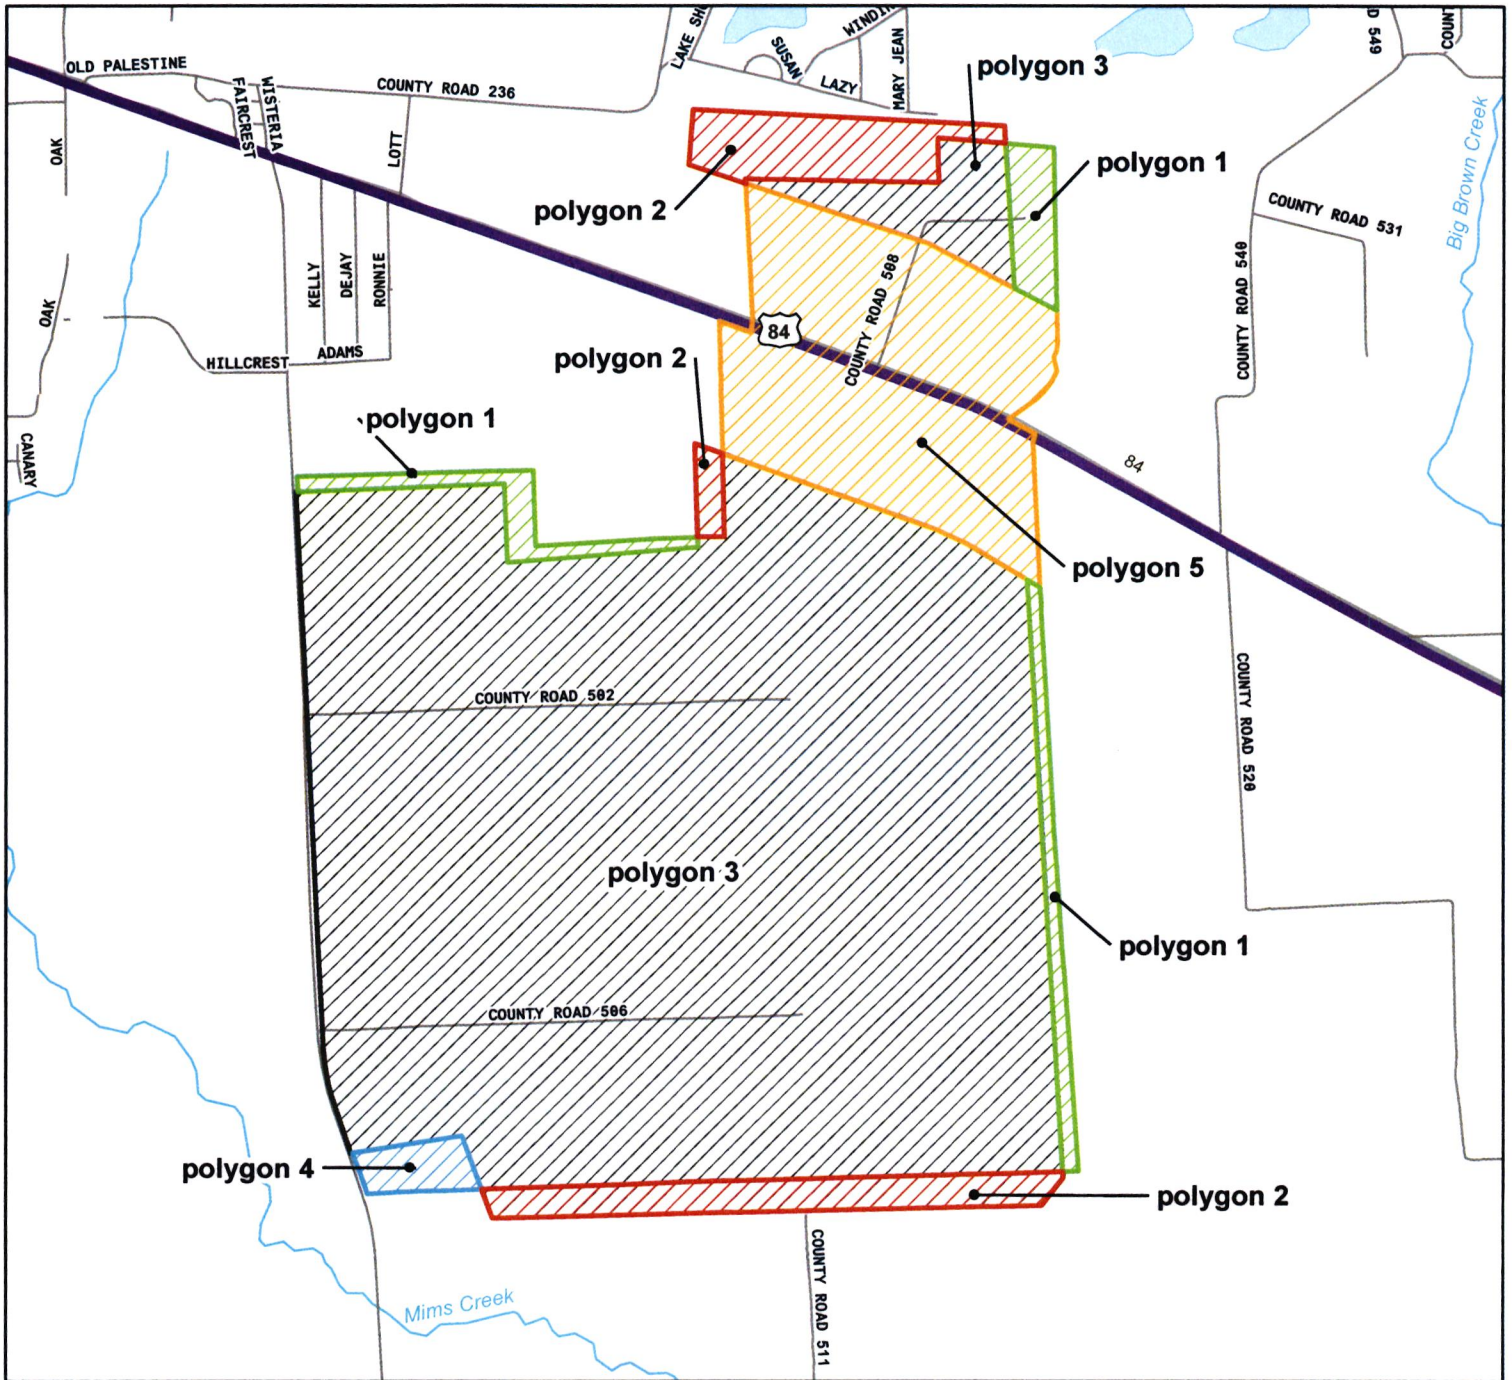 LAKE SHO
WINDIN
SUSAN
LAZY
MARY JEAN
D 549
COUN
OLD PALESTINE
WISTERIA
FAIRCREST
COUNTY ROAD 236
polygon 3
OAK
LOTT
polygon 1
Big Brown Creek
polygon 2
COUNTY ROAD 531
KELLY
DEJAY
RONNIE
COUNTY ROAD 508
COUNTY ROAD 540
OAK
84
HILLCREST
ADAMS
polygon 2
polygon 1
CANARY
84
polygon 5
COUNTY ROAD 502
COUNTY ROAD 520
polygon 3
polygon 1
COUNTY ROAD 506
polygon 4
polygon 2
Mims Creek
COUNTY ROAD 511